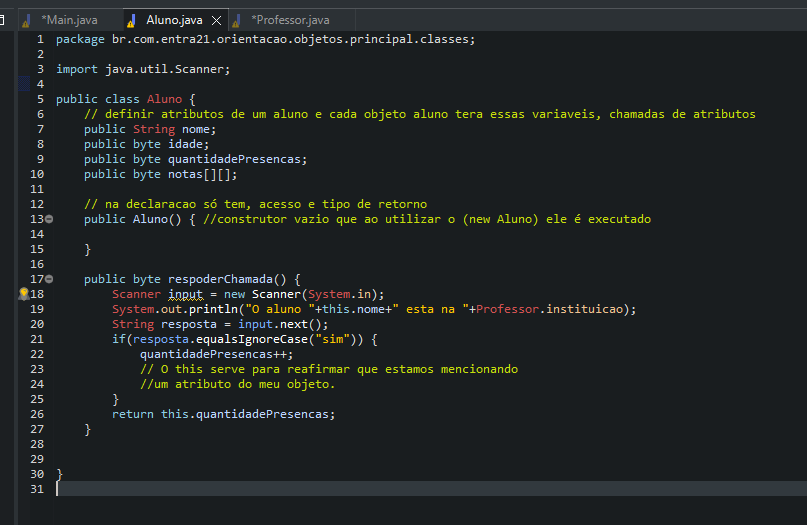 *Main.java Aluno.java *Professor.java
1 package br.com.entra21.orientacao.objetos.principal.classes;
2
3 import java.util.Scanner;
4
5 public class Aluno {
6 // definir atributos de um aluno e cada objeto aluno tera essas variaveis, chamadas de atributos
7 public String nome;
8 public byte idade;
9 public byte quantidadePresencas;
10 public byte notas[][];
11
12 // na declaracao só tem, acesso e tipo de retorno
13 public Aluno() { //construtor vazio que ao utilizar o (new Aluno) ele é executado
14
15 }
16
17 public byte respoderChamada() {
18 Scanner input = new Scanner(System.in);
19 System.out.println("O aluno "+this.nome+" esta na "+Professor.instituicao);
20 String resposta = input.next();
21 if(resposta.equalsIgnoreCase("sim")) {
22 quantidadePresencas++;
23 // O this serve para reafirmar que estamos mencionando
24 //um atributo do meu objeto.
25 }
26 return this.quantidadePresencas;
27 }
28
29
30 }
31